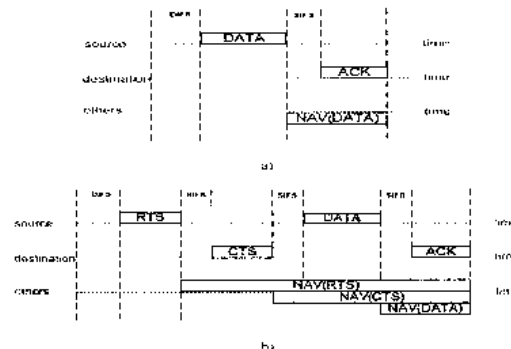 DIFS SIFS
source DATA time
destination ACK time
others NAV(DATA) time
a)
DIFS SIFS SIFS SIFS
source RTS DATA
destination CTS ACK
others NAV(RTS)
NAV(CTS)
NAV(DATA)
b)